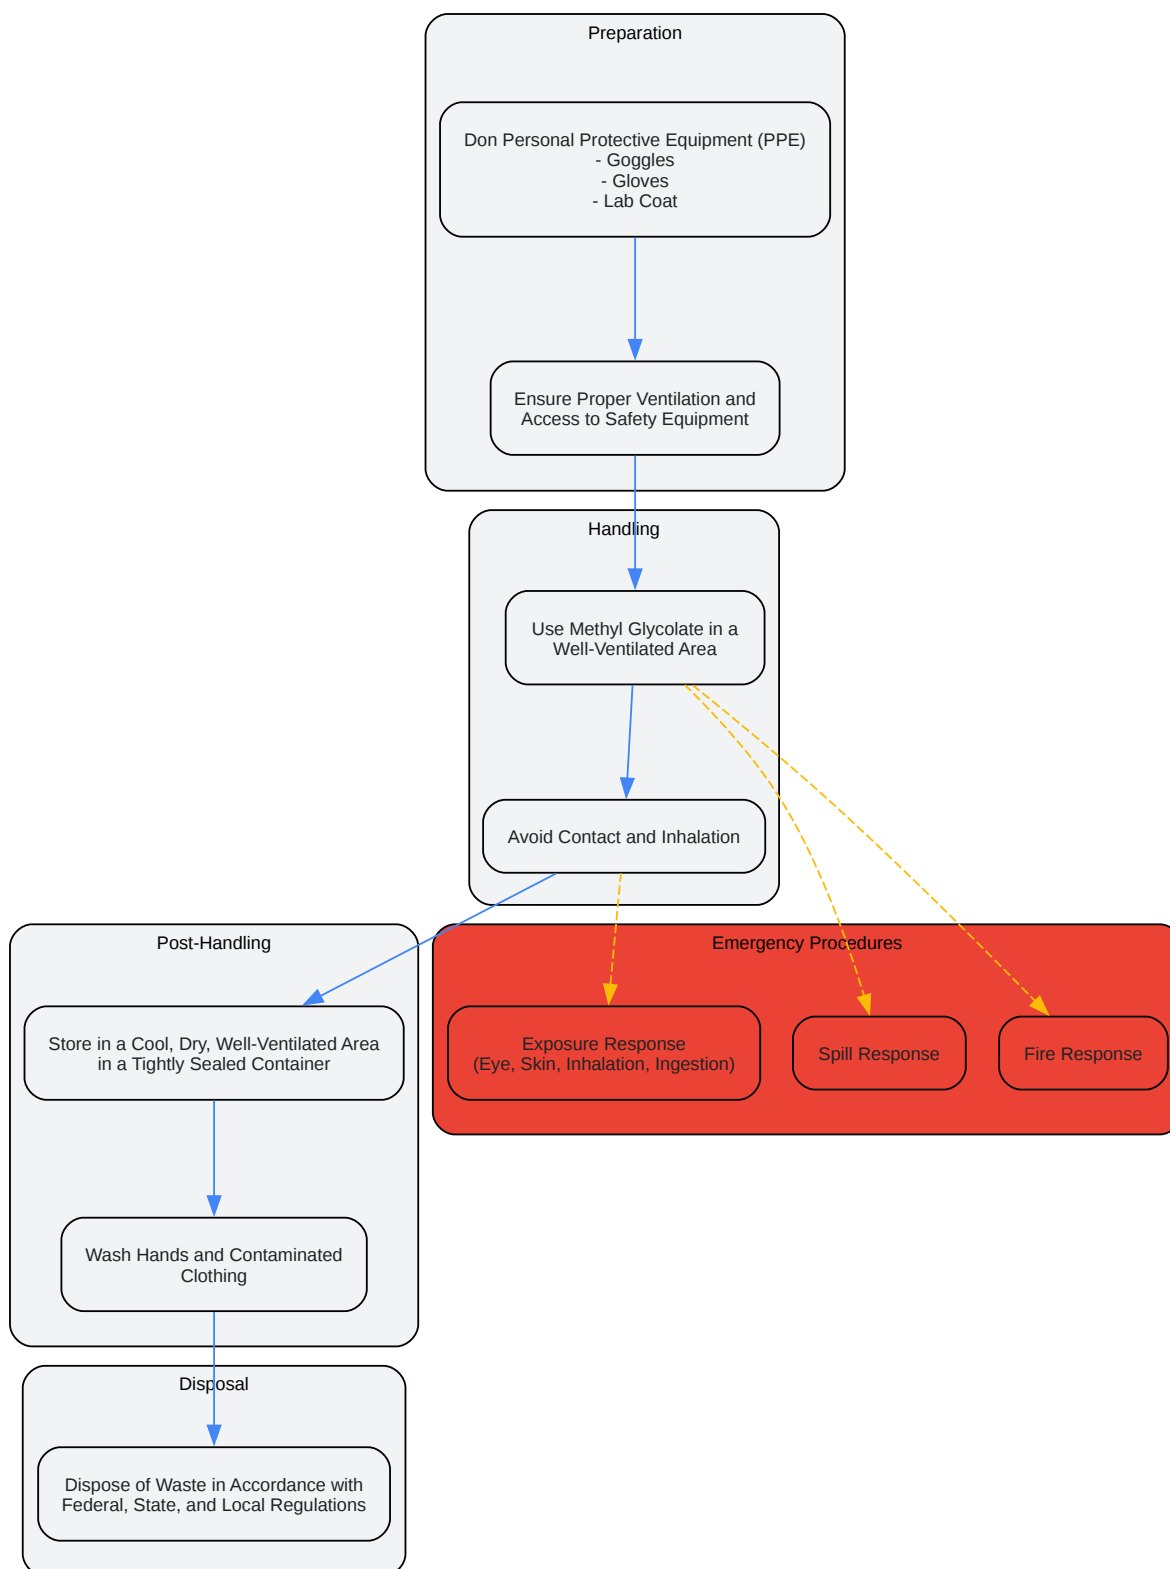 Preparation
Don Personal Protective Equipment (PPE)
- Goggles
- Gloves
- Lab Coat
Ensure Proper Ventilation and
Access to Safety Equipment
Handling
Use Methyl Glycolate in a
Well-Ventilated Area
Avoid Contact and Inhalation
Post-Handling
Store in a Cool, Dry, Well-Ventilated Area
in a Tightly Sealed Container
Wash Hands and Contaminated
Clothing
Emergency Procedures
Exposure Response
(Eye, Skin, Inhalation, Ingestion)
Spill Response
Fire Response
Disposal
Dispose of Waste in Accordance with
Federal, State, and Local Regulations